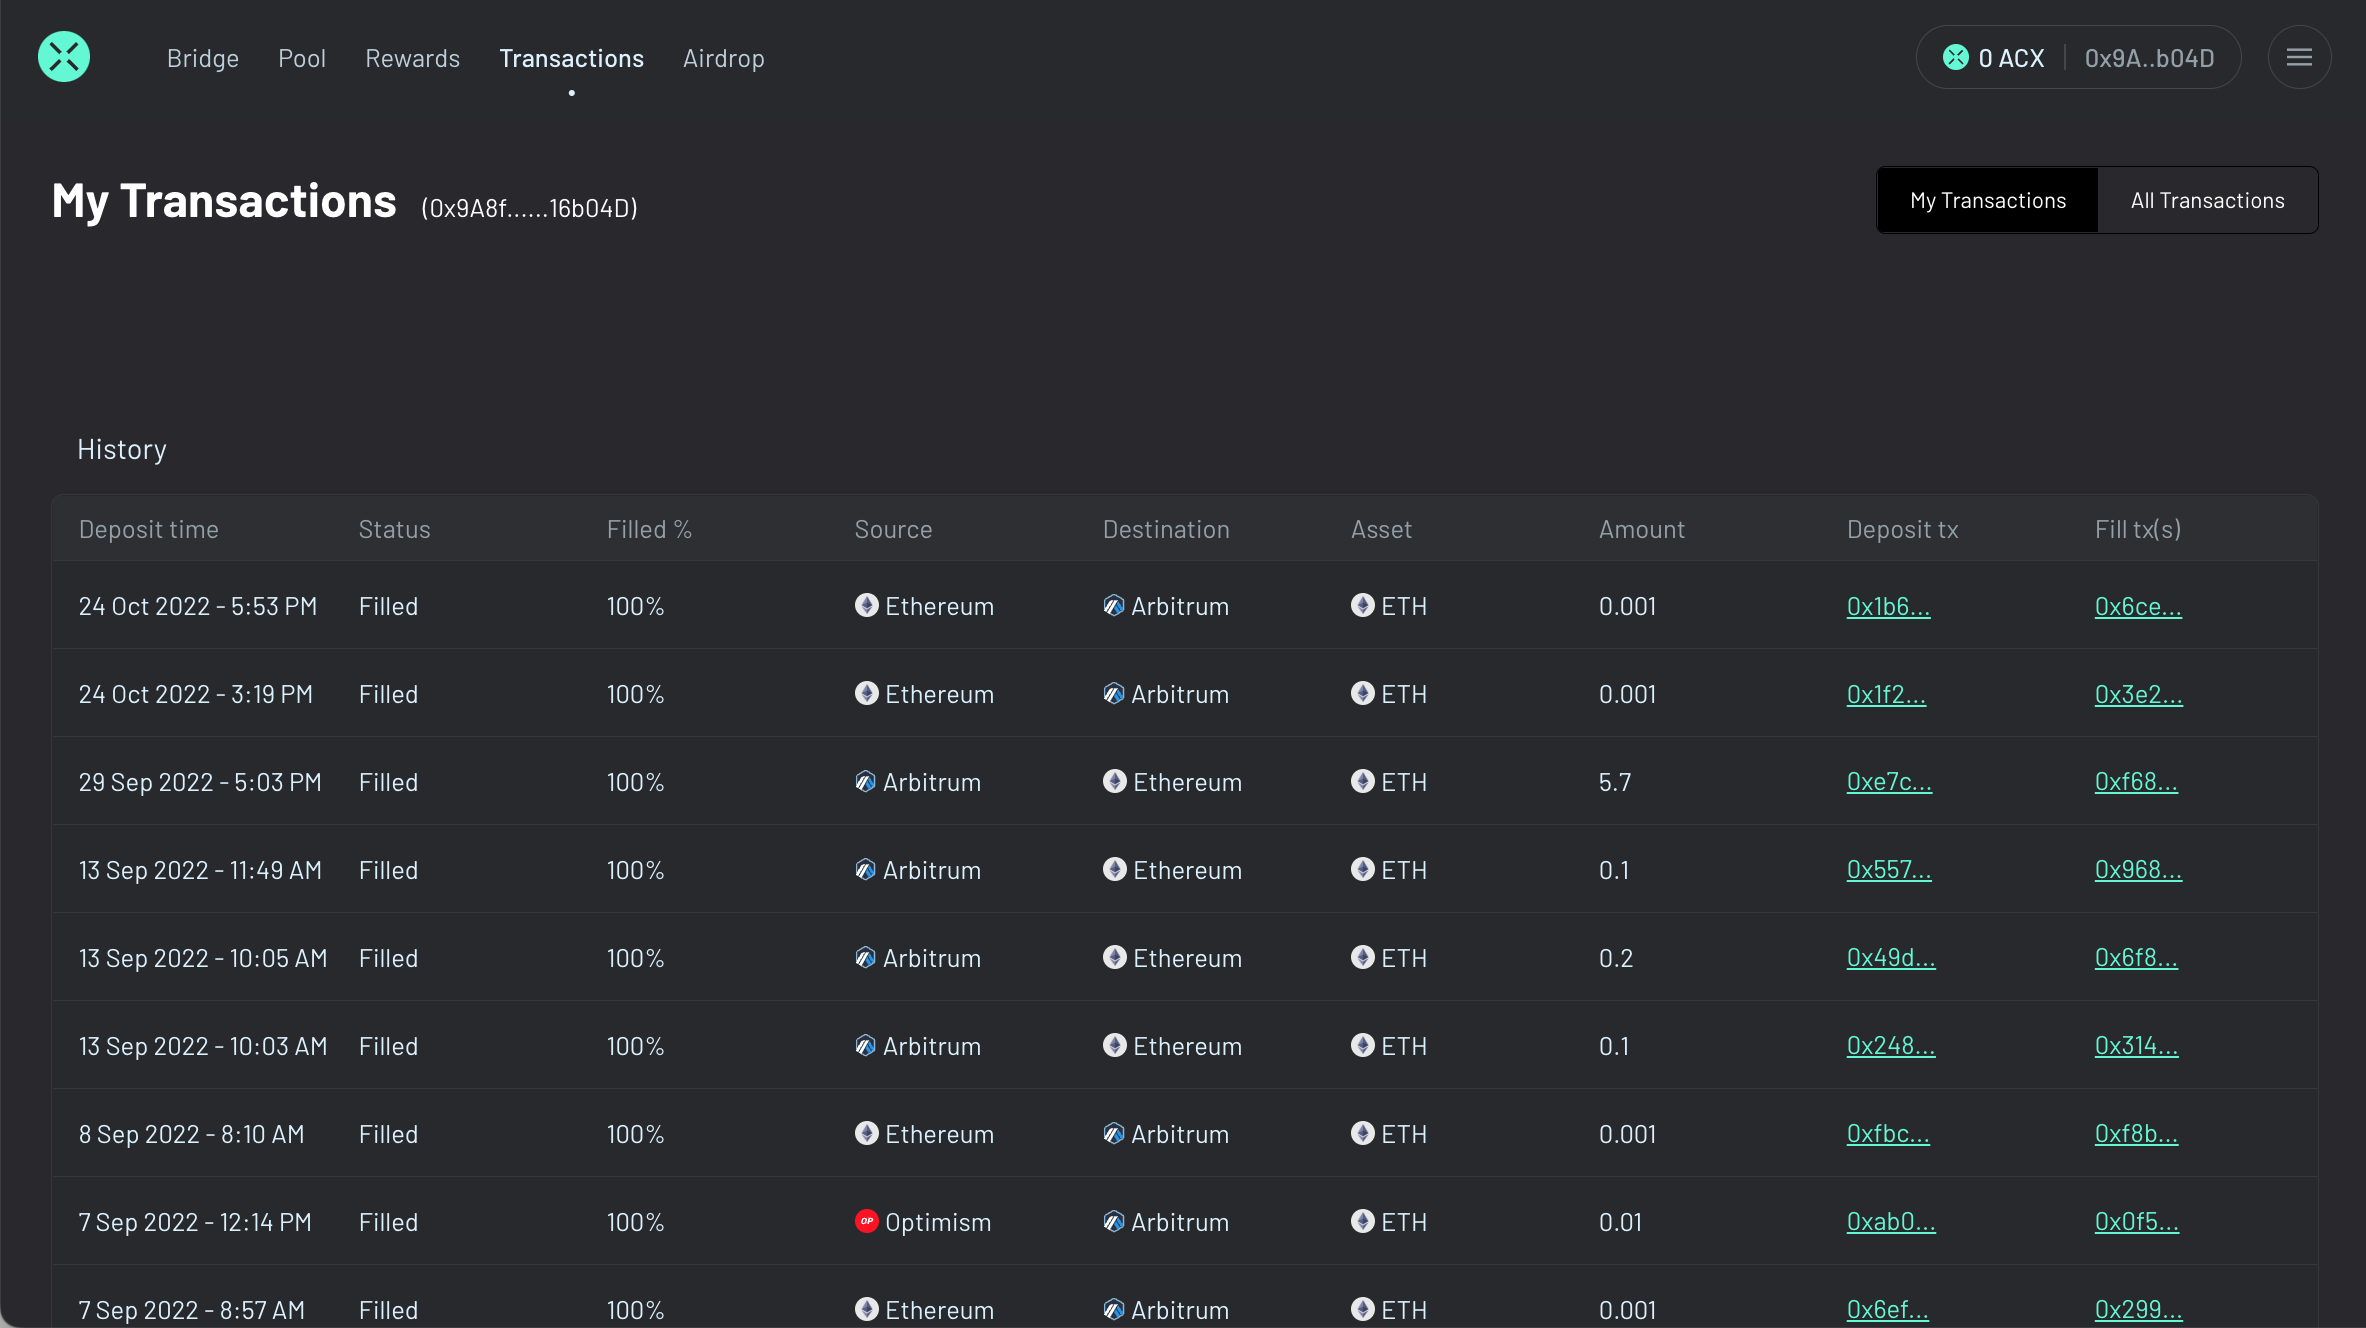 Bridge Pool Rewards Transactions Airdrop 0 ACX 0x9A..b04D
My Transactions (0x9A8f......16b04D) My Transactions All Transactions
History
Deposit time Status Filled % Source Destination Asset Amount Deposit tx Fill tx(s)
24 Oct 2022 - 5:53 PM Filled 100% Ethereum Arbitrum ETH 0.001 0x1b6... 0x6ce...
24 Oct 2022 - 3:19 PM Filled 100% Ethereum Arbitrum ETH 0.001 0x1f2... 0x3e2...
29 Sep 2022 - 5:03 PM Filled 100% Arbitrum Ethereum ETH 5.7 0xe7c... 0xf68...
13 Sep 2022 - 11:49 AM Filled 100% Arbitrum Ethereum ETH 0.1 0x557... 0x968...
13 Sep 2022 - 10:05 AM Filled 100% Arbitrum Ethereum ETH 0.2 0x49d... 0x6f8...
13 Sep 2022 - 10:03 AM Filled 100% Arbitrum Ethereum ETH 0.1 0x248... 0x314...
8 Sep 2022 - 8:10 AM Filled 100% Ethereum Arbitrum ETH 0.001 0xfbc... 0xf8b...
7 Sep 2022 - 12:14 PM Filled 100% OP Optimism Arbitrum ETH 0.01 0xab0... 0x0f5...
7 Sep 2022 - 8:57 AM Filled 100% Ethereum Arbitrum ETH 0.001 0x6ef... 0x299...